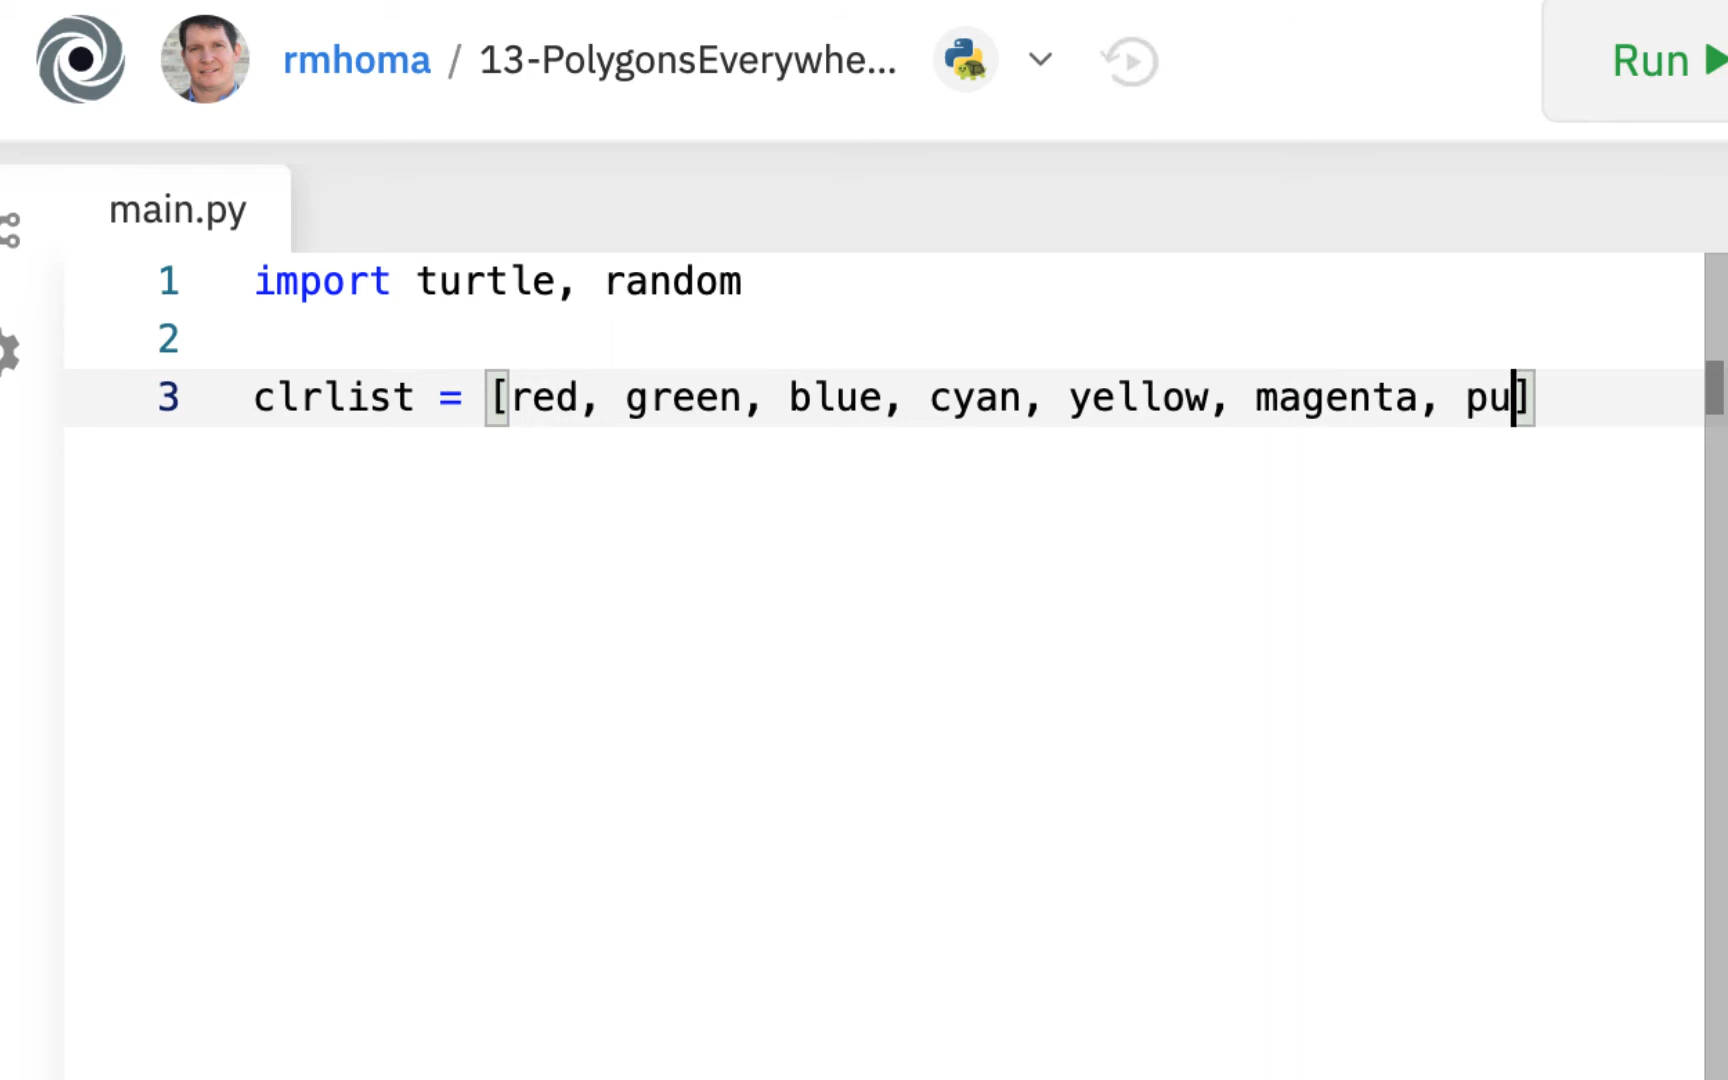 rmhoma / 13-PolygonsEverywhe...
Run
main.py
1 import turtle, random
2
3 clrlist = [red, green, blue, cyan, yellow, magenta, pu]